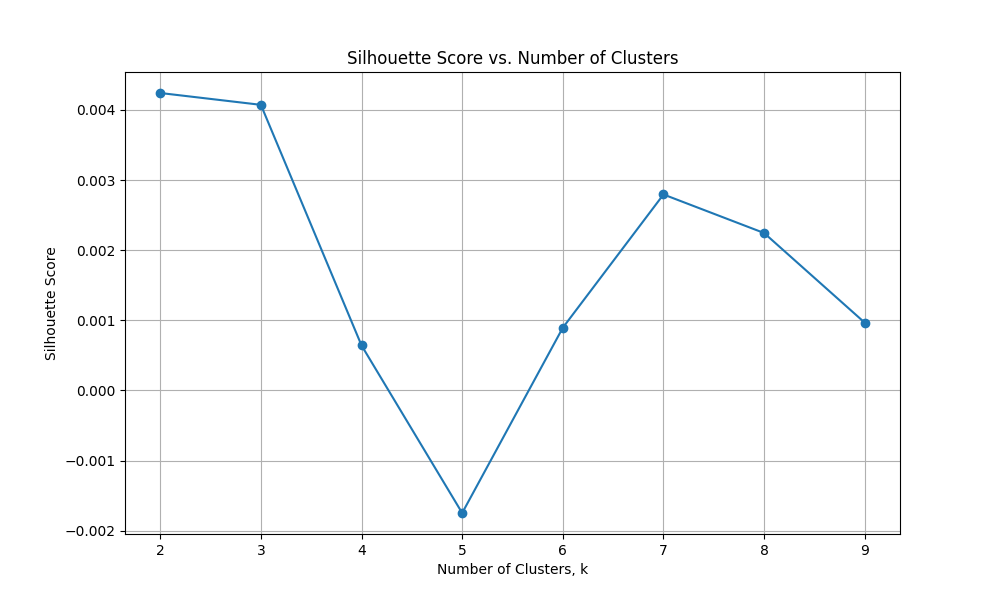 Silhouette Score vs. Number of Clusters
Silhouette Score
0.004
0.003
0.002
0.001
0.000
−0.001
−0.002
2 3 4 5 6 7 8 9
Number of Clusters, k